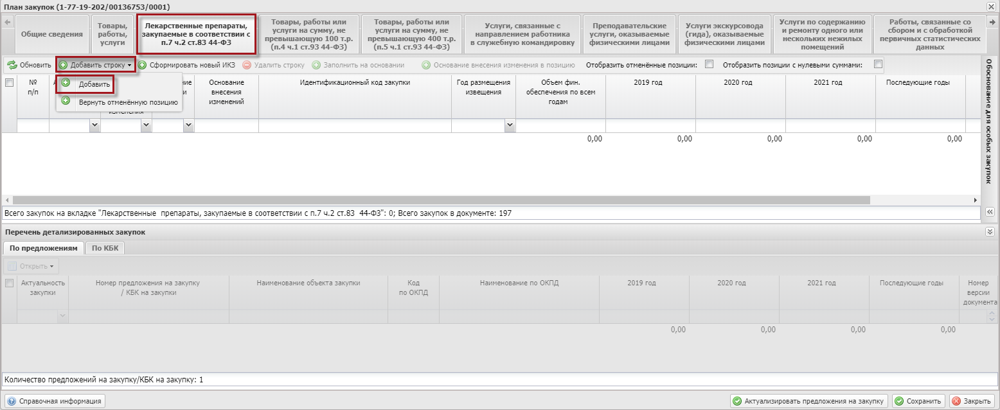 План закупок (1-77-19-202/00136753/0001)
Общие сведения
Товары,
работы,
услуги
Лекарственные препараты,
закупаемые в соответствии с
п.7 ч.2 ст.83 44-ФЗ
Товары, работы или
услуги на сумму, не
превышающую 100 т.р.
(п.4 ч.1 ст.93 44-ФЗ)
Товары, работы или
услуги на сумму, не
превышающую 400 т.р.
(п.5 ч.1 ст.93 44-ФЗ)
Услуги, связанные с
направлением работника
в служебную командировку
Преподавательские
услуги, оказываемые
физическими лицами
Услуги экскурсовода
(гида), оказываемые
физическими лицами
Услуги по содержанию
и ремонту одного или
нескольких нежилых
помещений
Работы, связанные со
сбором и с обработкой
первичных статистических
данных
Обновить Добавить строку Сформировать новый ИКЗ Удалить строку Заполнить на основании Основание внесения изменения в позицию Отобразить отменённые позиции: Отобразить позиции с нулевыми суммами:
Добавить
Вернуть отменённую позицию
№
п/п
Основание
внесения
изменений
Идентификационный код закупки
Год размещения
извещения
Объем фин.
обеспечения по всем
годам
2019 год
2020 год
2021 год
Последующие годы
0,00 0,00 0,00 0,00 0,00
Обоснование для особых закупок
Всего закупок на вкладке "Лекарственные препараты, закупаемые в соответствии с п.7 ч.2 ст.83 44-ФЗ": 0; Всего закупок в документе: 197
Перечень детализированных закупок
По предложениям По КБК
Открыть
Актуальность
закупки
Номер предложения на закупку
/ КБК на закупки
Наименование объекта закупки
Код
по ОКПД
Наименование по ОКПД
2019 год
2020 год
2021 год
Последующие годы
Номер
версии
документа
0,00 0,00 0,00 0,00
Количество предложений на закупку/КБК на закупку: 1
Справочная информация Актуализировать предложения на закупку Сохранить Закрыть